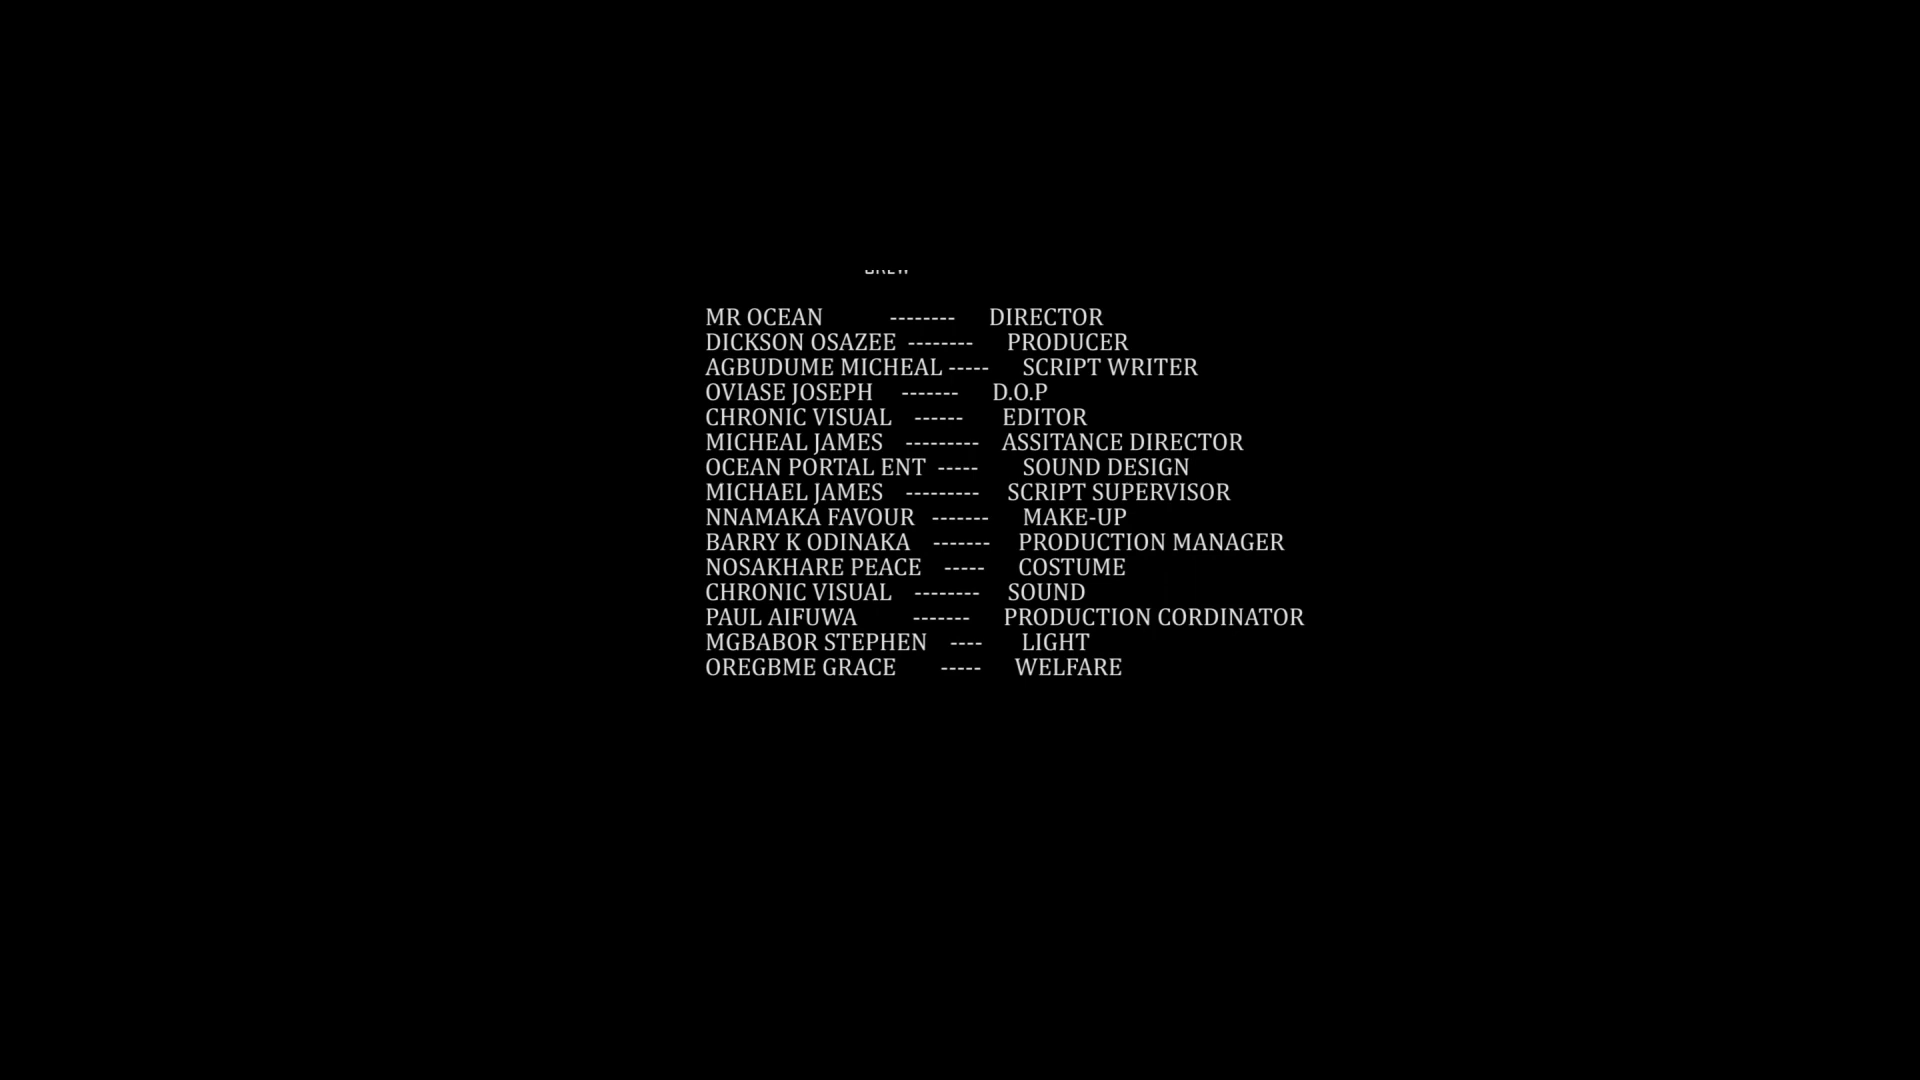 CREW
MR OCEAN -------- DIRECTOR
DICKSON OSAZEE -------- PRODUCER
AGBUDUME MICHEAL ----- SCRIPT WRITER
OVIASE JOSEPH ------- D.O.P
CHRONIC VISUAL ------ EDITOR
MICHEAL JAMES --------- ASSITANCE DIRECTOR
OCEAN PORTAL ENT ----- SOUND DESIGN
MICHAEL JAMES --------- SCRIPT SUPERVISOR
NNAMAKA FAVOUR ------- MAKE-UP
BARRY K ODINAKA ------- PRODUCTION MANAGER
NOSAKHARE PEACE ----- COSTUME
CHRONIC VISUAL -------- SOUND
PAUL AIFUWA ------- PRODUCTION CORDINATOR
MGBABOR STEPHEN ---- LIGHT
OREGBME GRACE ----- WELFARE